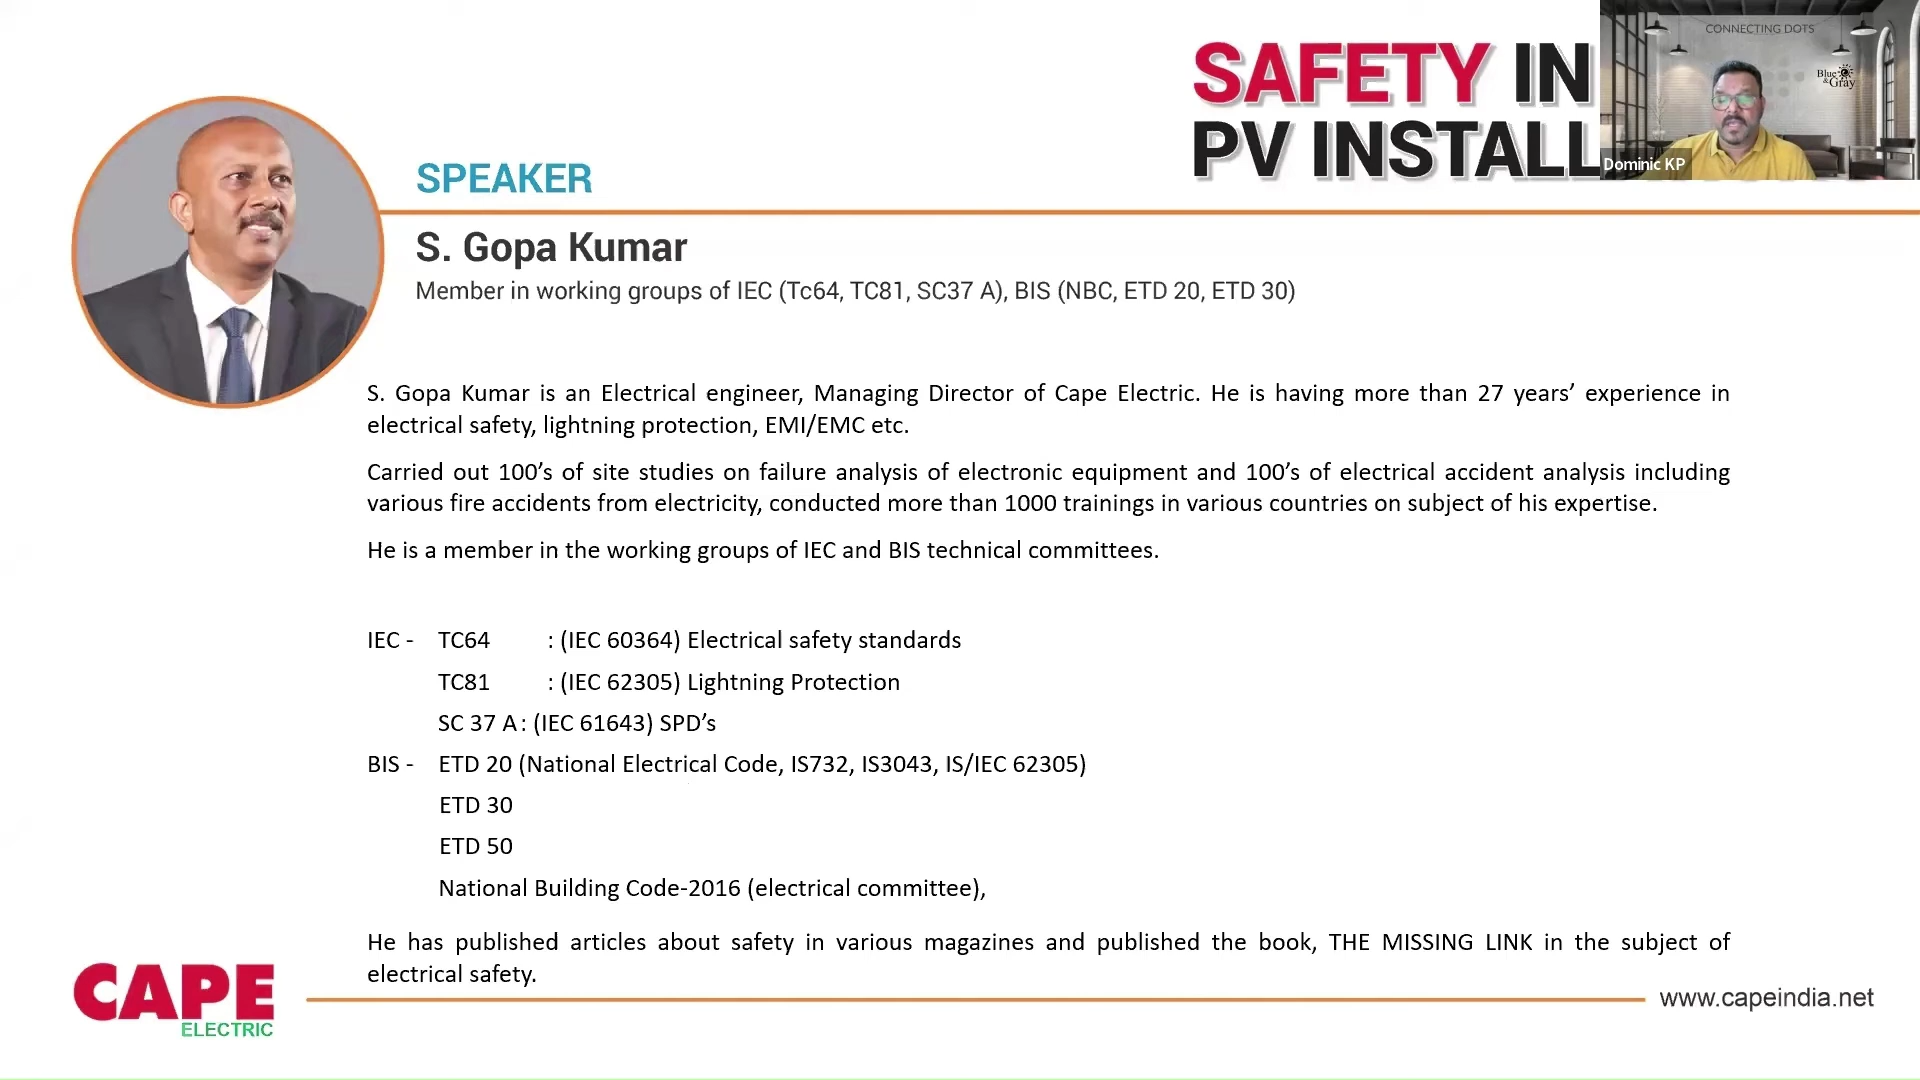 SAFETY IN
PV INSTALL
CONNECTING DOTS
Blue
& Gray
Dominic KP
SPEAKER
S. Gopa Kumar
Member in working groups of IEC (Tc64, TC81, SC37 A), BIS (NBC, ETD 20, ETD 30)
S. Gopa Kumar is an Electrical engineer, Managing Director of Cape Electric. He is having more than 27 years’ experience in
electrical safety, lightning protection, EMI/EMC etc.
Carried out 100’s of site studies on failure analysis of electronic equipment and 100’s of electrical accident analysis including
various fire accidents from electricity, conducted more than 1000 trainings in various countries on subject of his expertise.
He is a member in the working groups of IEC and BIS technical committees.
IEC - TC64 : (IEC 60364) Electrical safety standards
TC81 : (IEC 62305) Lightning Protection
SC 37 A : (IEC 61643) SPD’s
BIS - ETD 20 (National Electrical Code, IS732, IS3043, IS/IEC 62305)
ETD 30
ETD 50
National Building Code-2016 (electrical committee),
He has published articles about safety in various magazines and published the book, THE MISSING LINK in the subject of
electrical safety.
CAPE
ELECTRIC
www.capeindia.net